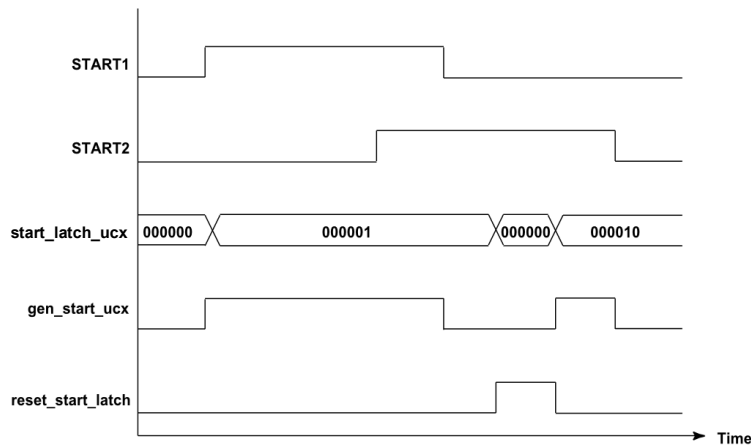 START1
START2
start_latch_ucx 000000 000001 000000 000010
gen_start_ucx
reset_start_latch
Time